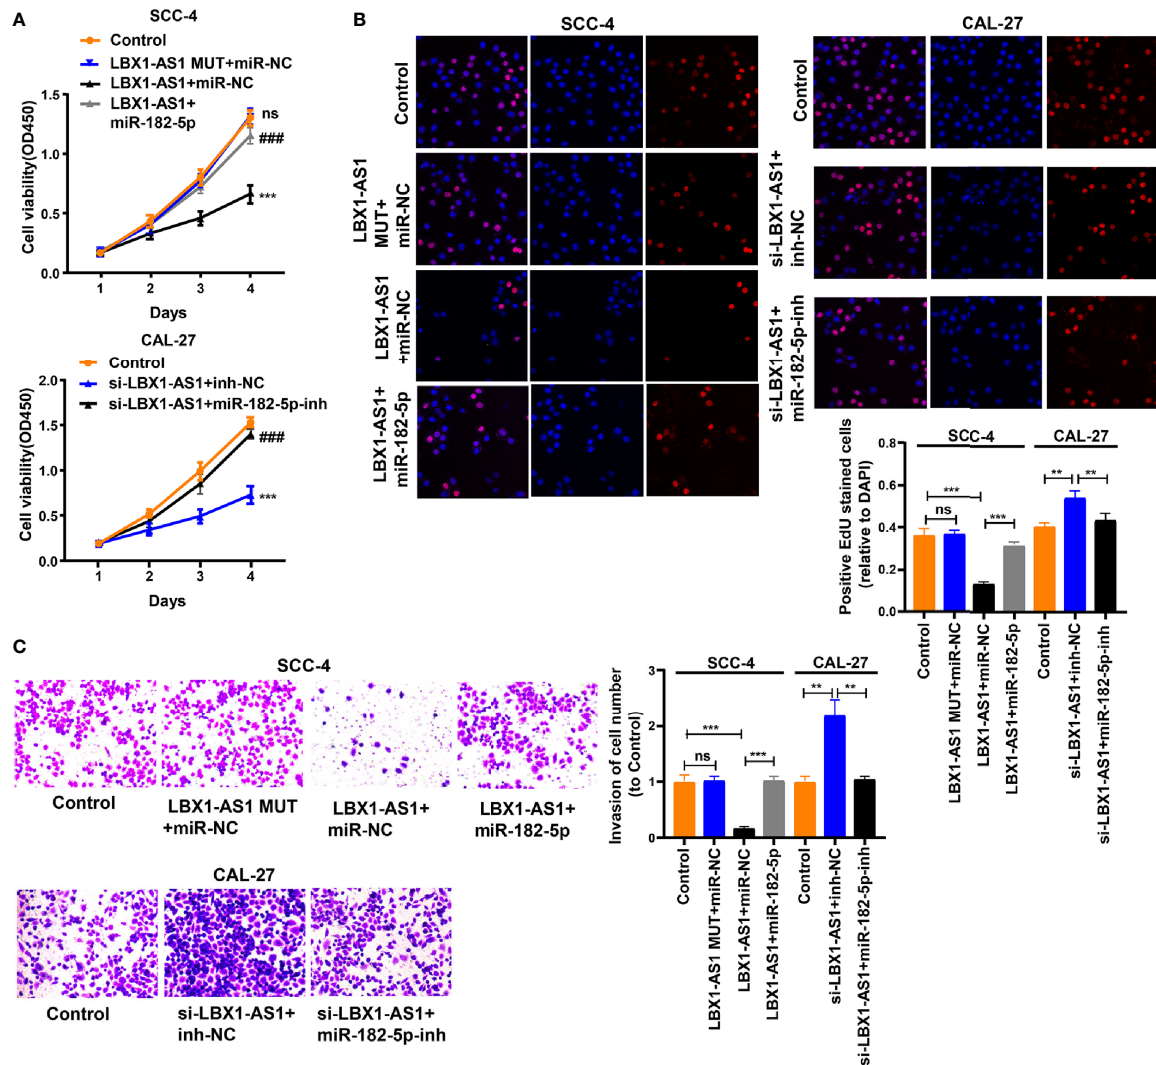 A
SCC-4
Control
LBX1-AS1 MUT+miR-NC
LBX1-AS1+miR-NC
LBX1-AS1+
miR-182-5p
Cell viability(OD450)
1.5
1.0
0.5
0.0
ns
###
***
1 2 3 4
Days
CAL-27
Control
si-LBX1-AS1+inh-NC
si-LBX1-AS1+miR-182-5p-inh
Cell viability(OD450)
2.0
1.5
1.0
0.5
0.0
###
***
1 2 3 4
Days
B
SCC-4
Control
LBX1-AS1
MUT+
miR-NC
LBX1-AS1
+miR-NC
LBX1-AS1+
miR-182-5p
CAL-27
Control
si-LBX1-AS1+
inh-NC
si-LBX1-AS1+
miR-182-5p-inh
Positive EdU stained cells
(relative to DAPI)
0.8
0.6
0.4
0.2
0.0
SCC-4 CAL-27
***
ns
***
** **
Control
LBX1-AS1 MUT+miR-NC
LBX1-AS1+miR-NC
LBX1-AS1+miR-182-5p
Control
si-LBX1-AS1+inh-NC
si-LBX1-AS1+miR-182-5p-inh
C
SCC-4
Control
LBX1-AS1 MUT
+miR-NC
LBX1-AS1+
miR-NC
LBX1-AS1+
miR-182-5p
CAL-27
Control
si-LBX1-AS1+
inh-NC
si-LBX1-AS1+
miR-182-5p-inh
Invasion of cell number
(to Control)
3
2
1
0
SCC-4 CAL-27
***
ns
***
** **
Control
LBX1-AS1 MUT+miR-NC
LBX1-AS1+miR-NC
LBX1-AS1+miR-182-5p
Control
si-LBX1-AS1+inh-NC
si-LBX1-AS1+miR-182-5p-inh